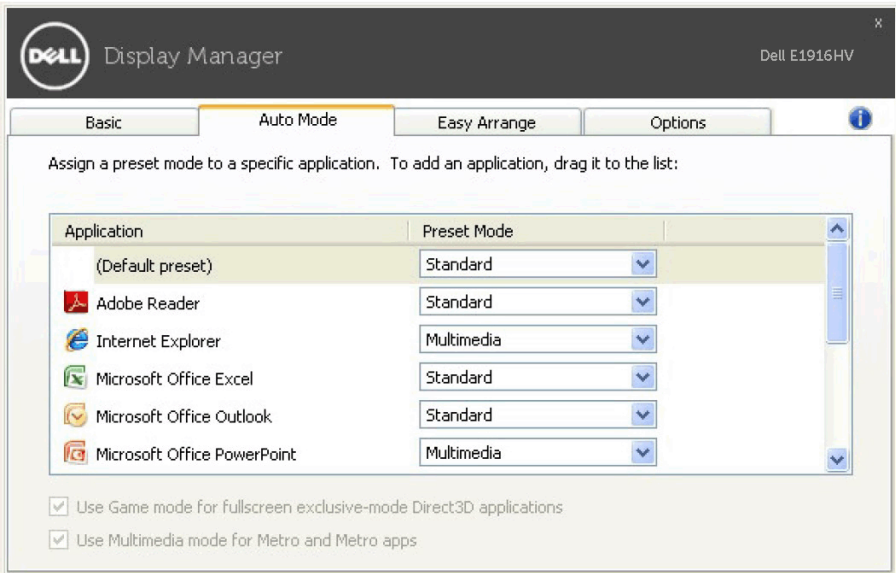 x
DELL Display Manager Dell E1916HV
Basic Auto Mode Easy Arrange Options
Assign a preset mode to a specific application. To add an application, drag it to the list:
Application Preset Mode
(Default preset) Standard
Adobe Reader Standard
Internet Explorer Multimedia
Microsoft Office Excel Standard
Microsoft Office Outlook Standard
Microsoft Office PowerPoint Multimedia
Use Game mode for fullscreen exclusive-mode Direct3D applications
Use Multimedia mode for Metro and Metro apps